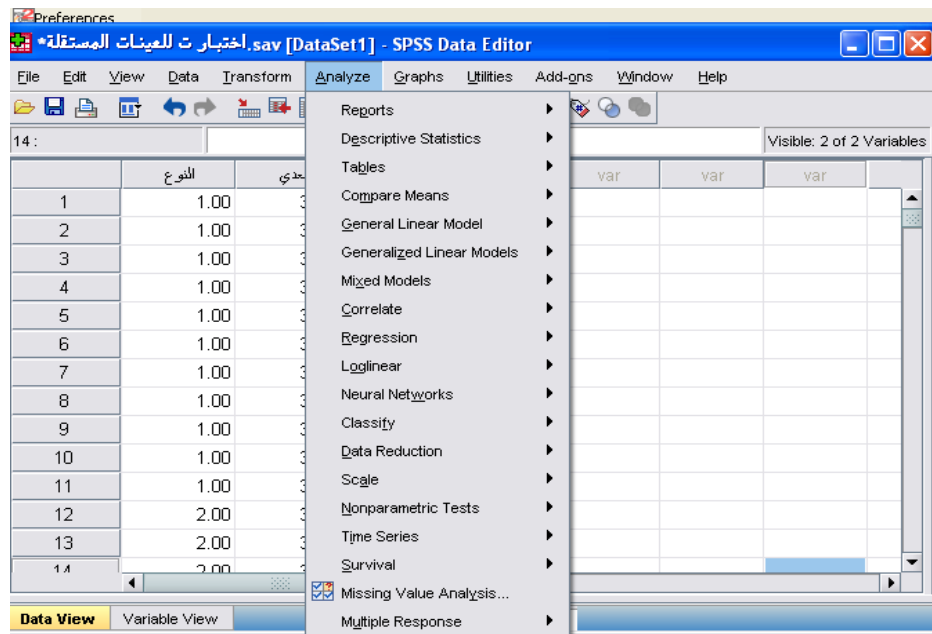 Preferences
*اختبار ت للعينات المستقلة.sav [DataSet1] - SPSS Data Editor
File Edit View Data Transform Analyze Graphs Utilities Add-ons Window Help
14 : Visible: 2 of 2 Variables
النوع var var var
1 1.00
2 1.00
3 1.00
4 1.00
5 1.00
6 1.00
7 1.00
8 1.00
9 1.00
10 1.00
11 1.00
12 2.00
13 2.00
14 2.00
Reports
Descriptive Statistics
Tables
Compare Means
General Linear Model
Generalized Linear Models
Mixed Models
Correlate
Regression
Loglinear
Neural Networks
Classify
Data Reduction
Scale
Nonparametric Tests
Time Series
Survival
Missing Value Analysis...
Multiple Response
Data View Variable View